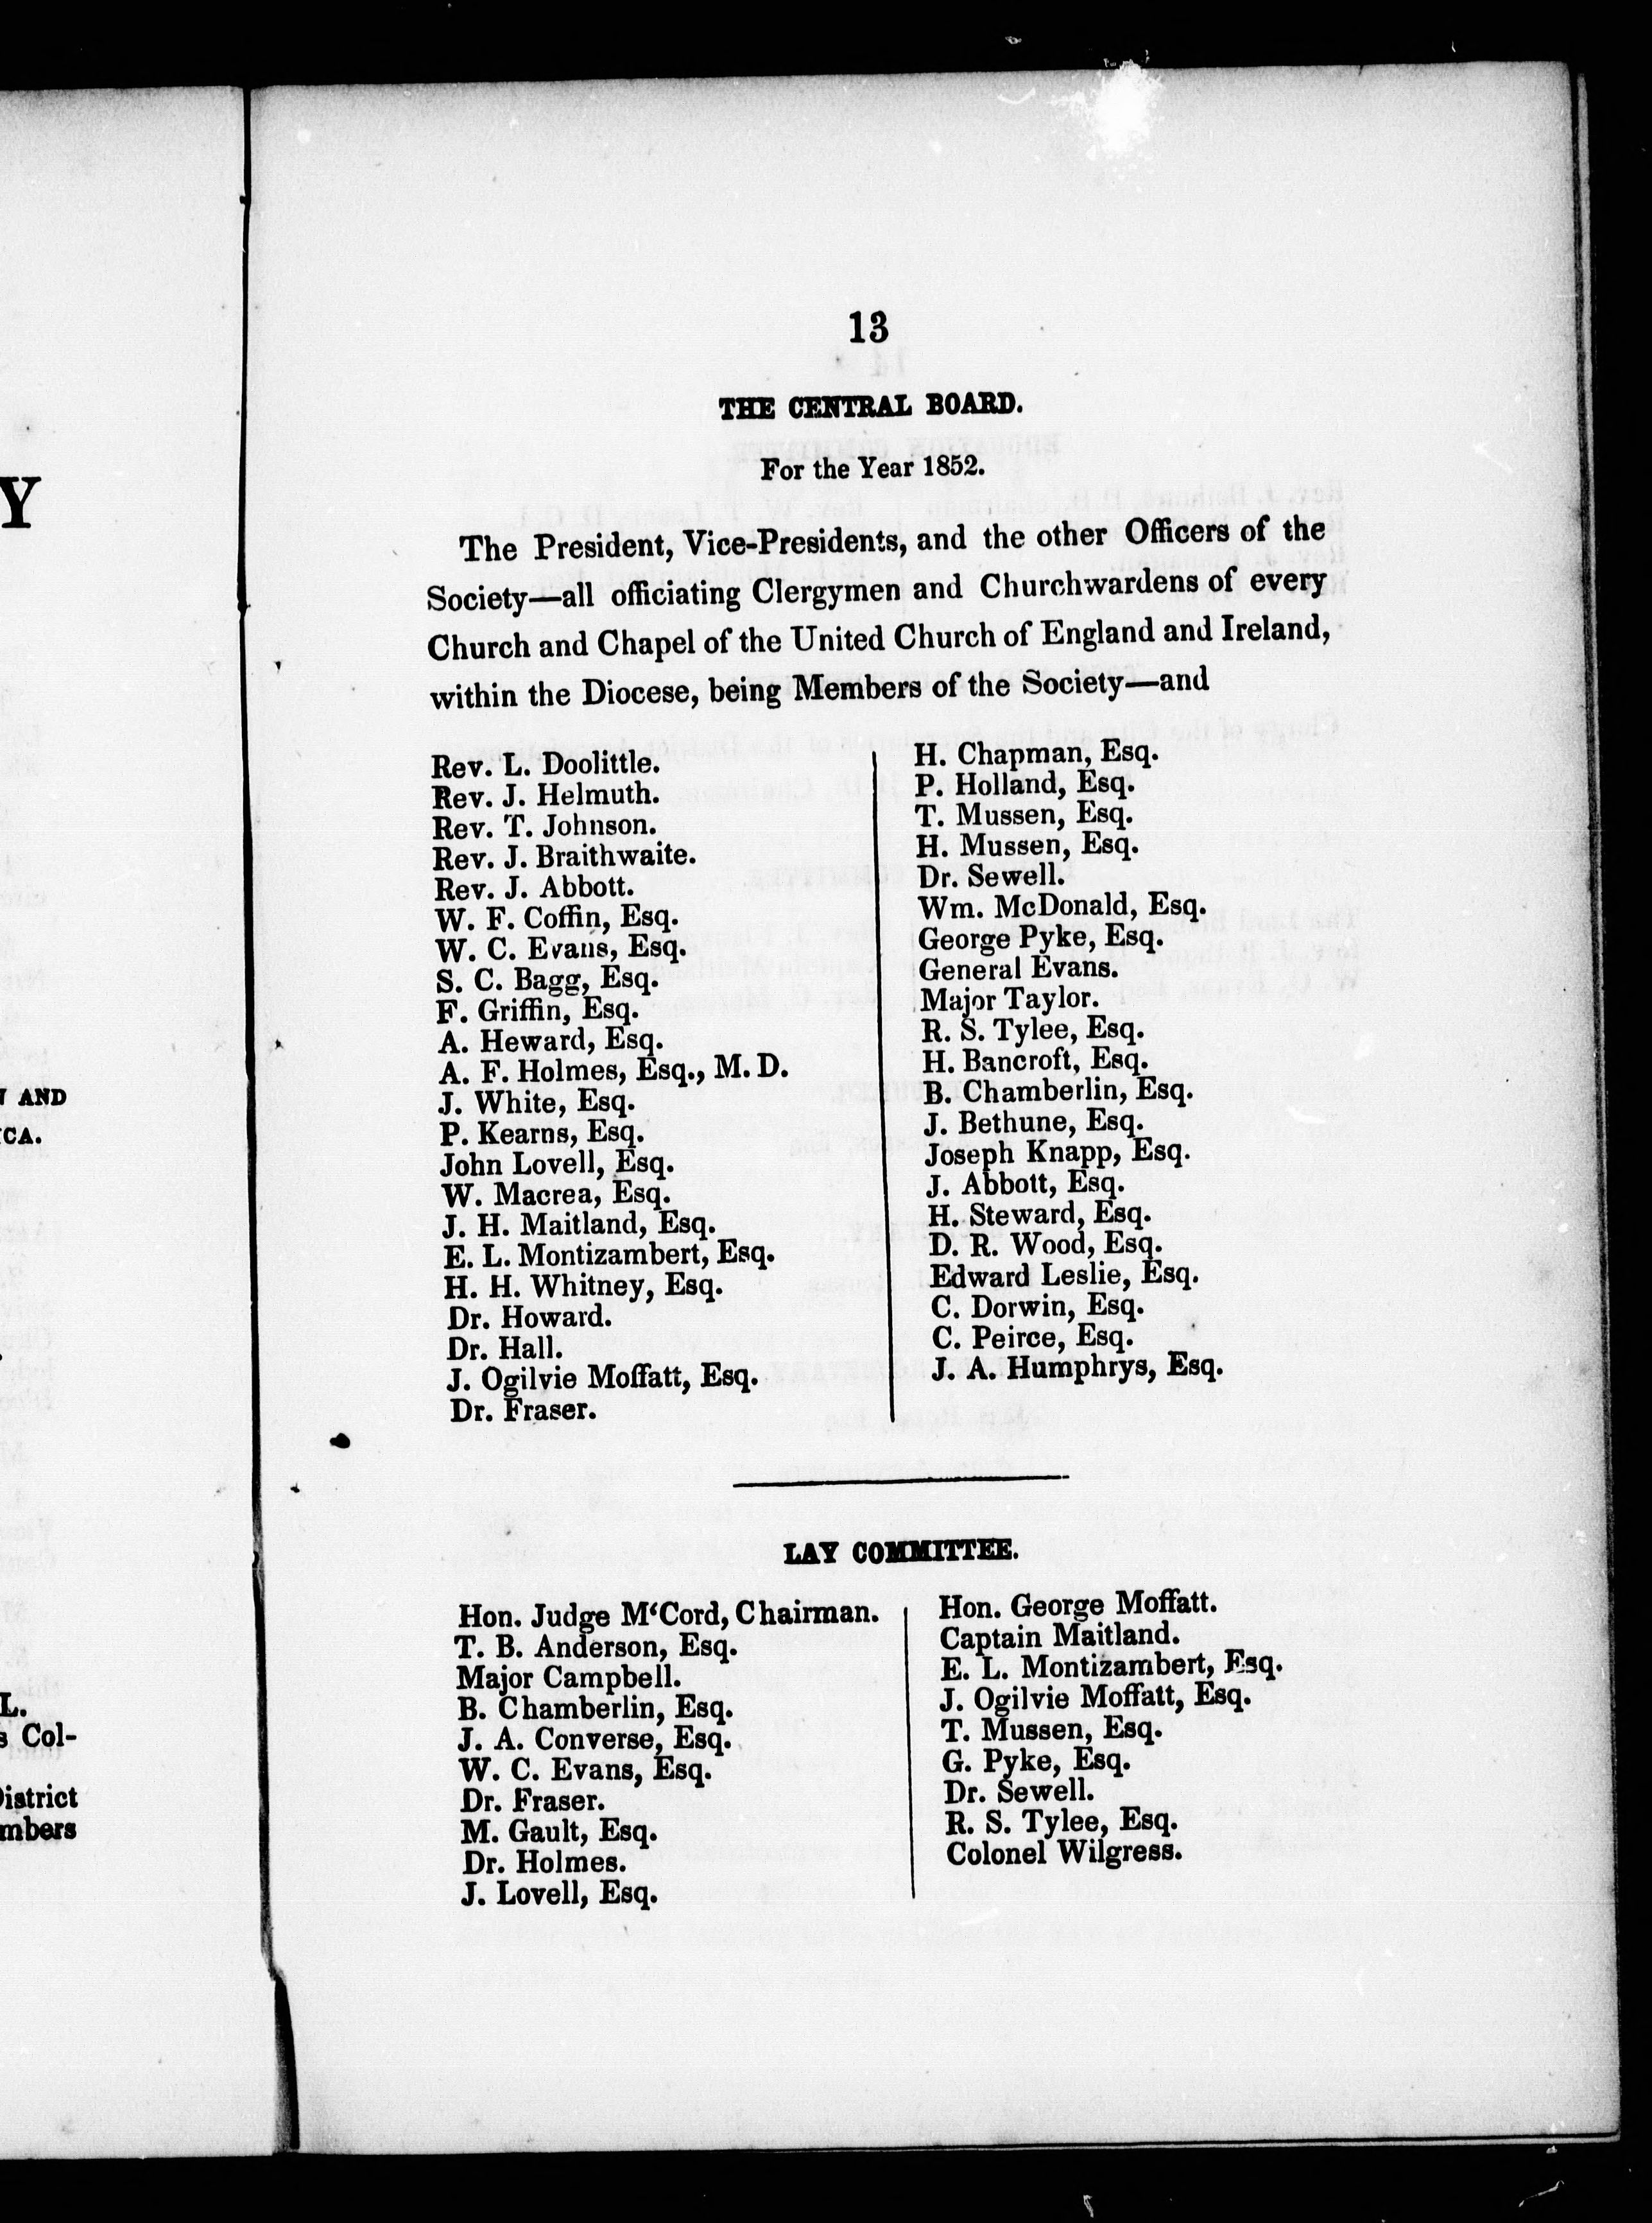 13
THE CENTRAL BOARD.
For the Year 1852.
The President, Vice-Presidents, and the other Officers of the
Society—all officiating Clergymen and Churchwardens of every
Church and Chapel of the United Church of England and Ireland,
within the Diocese, being Members of the Society—and
Rev. L. Doolittle.
Rev. J. Helmuth.
Rev. T. Johnson.
Rev. J. Braithwaite.
Rev. J. Abbott.
W. F. Coffin, Esq.
W. C. Evans, Esq.
S. C. Bagg, Esq.
F. Griffin, Esq.
A. Heward, Esq.
A. F. Holmes, Esq., M. D.
J. White, Esq.
P. Kearns, Esq.
John Lovell, Esq.
W. Macrea, Esq.
J. H. Maitland, Esq.
E. L. Montizambert, Esq.
H. H. Whitney, Esq.
Dr. Howard.
Dr. Hall.
J. Ogilvie Moffatt, Esq.
Dr. Fraser.
H. Chapman, Esq.
P. Holland, Esq.
T. Mussen, Esq.
H. Mussen, Esq.
Dr. Sewell.
Wm. McDonald, Esq.
George Pyke, Esq.
General Evans.
Major Taylor.
R. S. Tylee, Esq.
H. Bancroft, Esq.
B. Chamberlin, Esq.
J. Bethune, Esq.
Joseph Knapp, Esq.
J. Abbott, Esq.
H. Steward, Esq.
D. R. Wood, Esq.
Edward Leslie, Esq.
C. Dorwin, Esq.
C. Peirce, Esq.
J. A. Humphrys, Esq.
LAY COMMITTEE.
Hon. Judge M‘Cord, Chairman.
T. B. Anderson, Esq.
Major Campbell.
B. Chamberlin, Esq.
J. A. Converse, Esq.
W. C. Evans, Esq.
Dr. Fraser.
M. Gault, Esq.
Dr. Holmes.
J. Lovell, Esq.
Hon. George Moffatt.
Captain Maitland.
E. L. Montizambert, Esq.
J. Ogilvie Moffatt, Esq.
T. Mussen, Esq.
G. Pyke, Esq.
Dr. Sewell.
R. S. Tylee, Esq.
Colonel Wilgress.
Y
AND
CA.
L.
s Col-
istrict
mbers